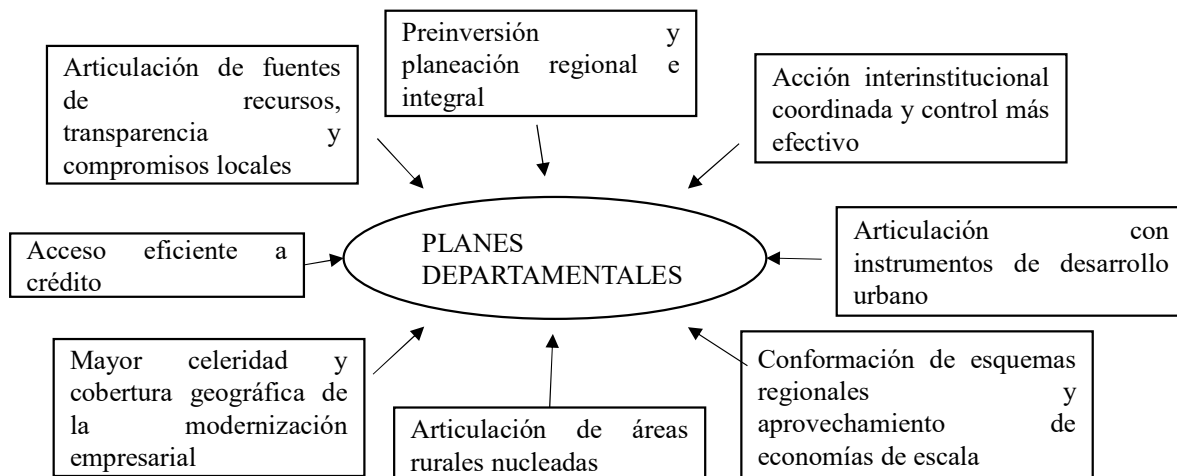 Preinversión y
planeación regional e
integral
Articulación de fuentes
de recursos,
transparencia y
compromisos locales
Acción interinstitucional
coordinada y control más
efectivo
Acceso eficiente a
crédito
PLANES
DEPARTAMENTALES
Articulación con
instrumentos de desarrollo
urbano
Mayor celeridad y
cobertura geográfica de
la modernización
empresarial
Articulación de áreas
rurales nucleadas
Conformación de esquemas
regionales y
aprovechamiento de
economías de escala